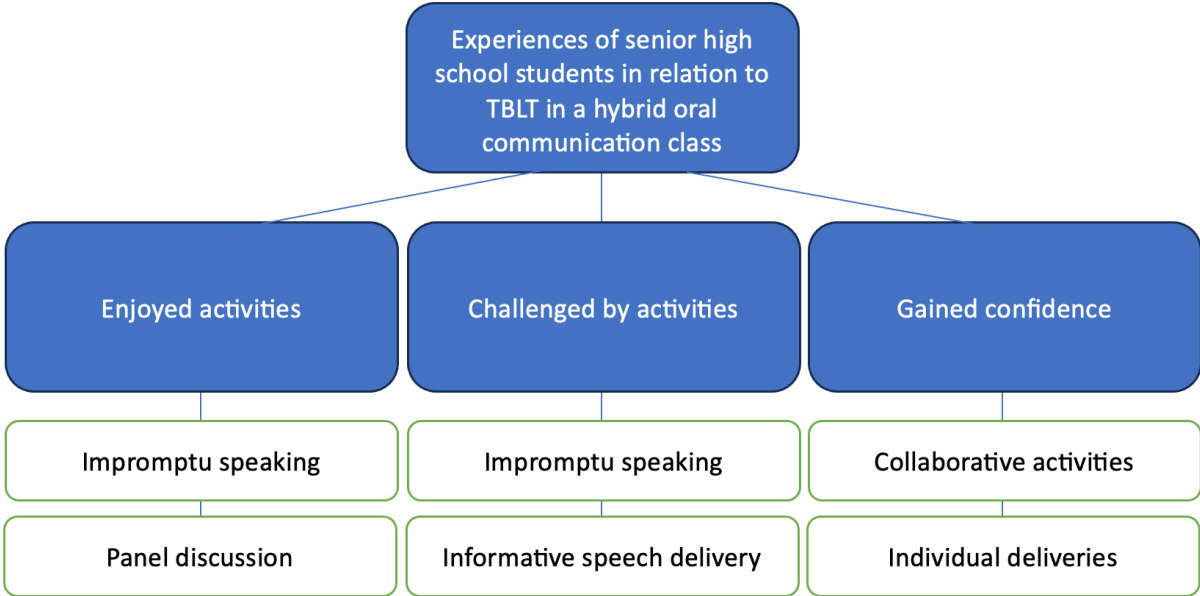 Experiences of senior high
school students in relation to
TBLT in a hybrid oral
communication class
Enjoyed activities
Challenged by activities
Gained confidence
Impromptu speaking
Impromptu speaking
Collaborative activities
Panel discussion
Informative speech delivery
Individual deliveries